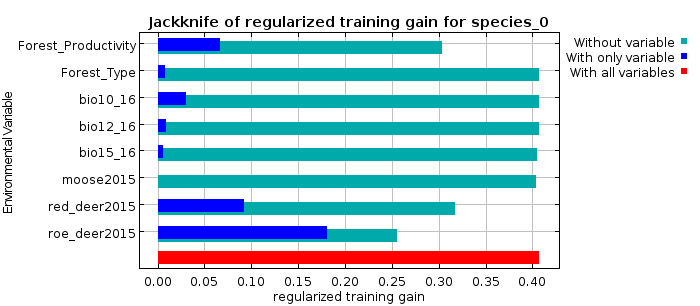 Jackknife of regularized training gain for species_0
Environmental Variable
Forest_Productivity
Forest_Type
bio10_16
bio12_16
bio15_16
moose2015
red_deer2015
roe_deer2015
Without variable
With only variable
With all variables
0.00 0.05 0.10 0.15 0.20 0.25 0.30 0.35 0.40
regularized training gain